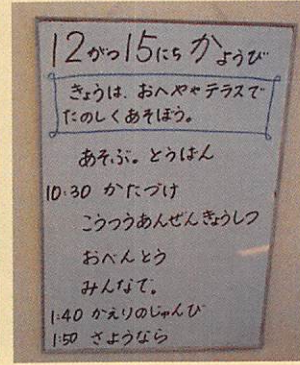 12がつ15にち かようび
きょうは、おへやゃテラスで
たのしくあそぼう。
あそぶ。とうはん
10:30 かたづけ
こうつうあんぜんきょうしつ
おべんとう
みんなで。
1:40 かえりのじゅんび
1:50 さようなら